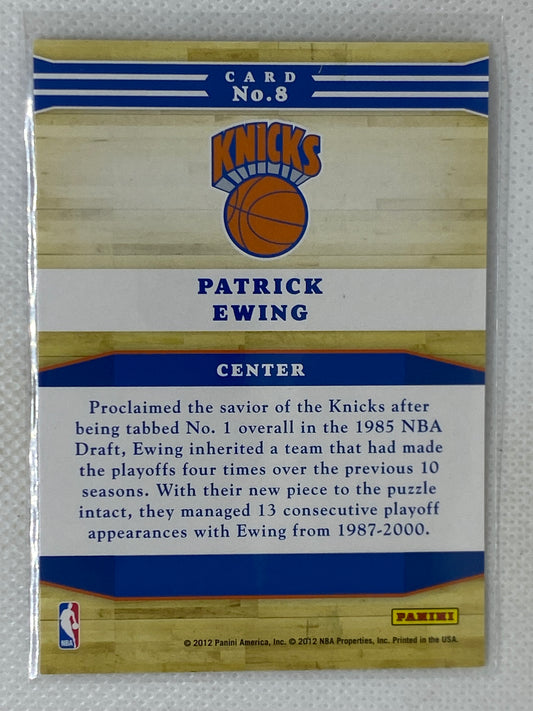 CARD
No.8
KNICKS
PATRICK
EWING
CENTER
Proclaimed the savior of the Knicks after
being tabbed No. 1 overall in the 1985 NBA
Draft, Ewing inherited a team that had made
the playoffs four times over the previous 10
seasons. With their new piece to the puzzle
intact, they managed 13 consecutive playoff
appearances with Ewing from 1987-2000.
NBA
PANINI
© 2012 Panini America, Inc. © 2012 NBA Properties, Inc. Printed in the USA.